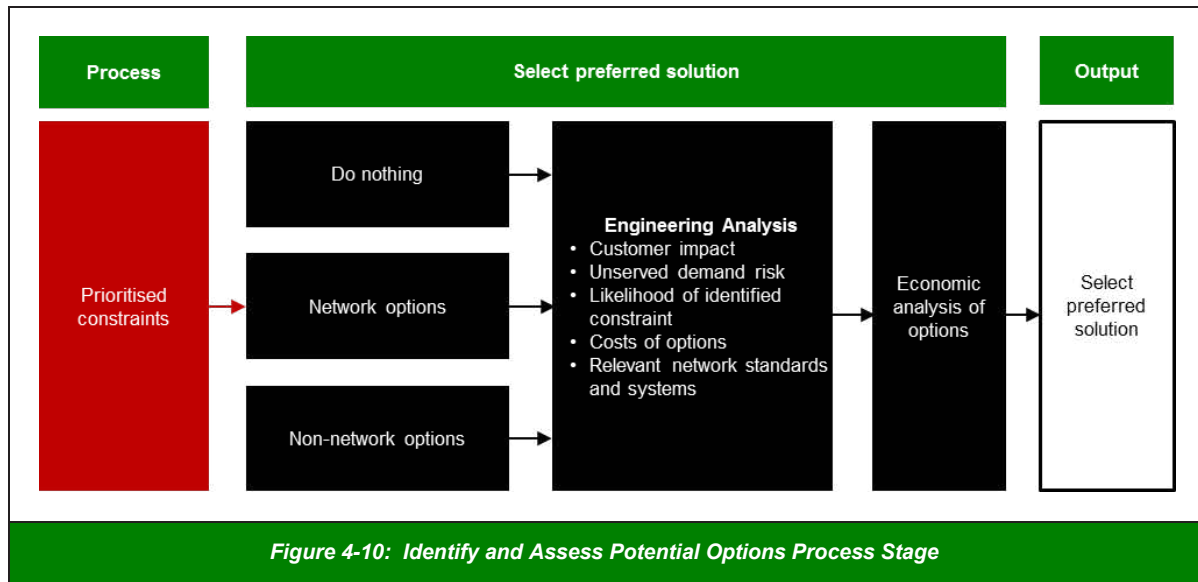 Process
Select preferred solution
Output
Prioritised
constraints
Do nothing
Network options
Non-network options
Engineering Analysis
• Customer impact
• Unserved demand risk
• Likelihood of identified
constraint
• Costs of options
• Relevant network standards
and systems
Economic
analysis of
options
Select
preferred
solution
Figure 4-10: Identify and Assess Potential Options Process Stage